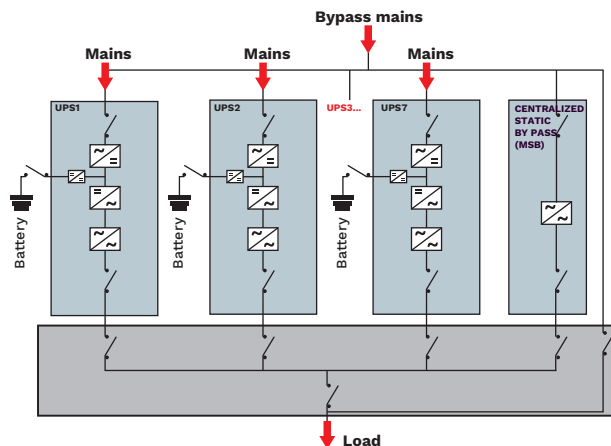 Bypass mains
Mains
Mains
Mains
UPS1
UPS2
UPS3...
UPS7
CENTRALIZED
STATIC
BY PASS
(MSB)
Battery
Battery
Battery
Load